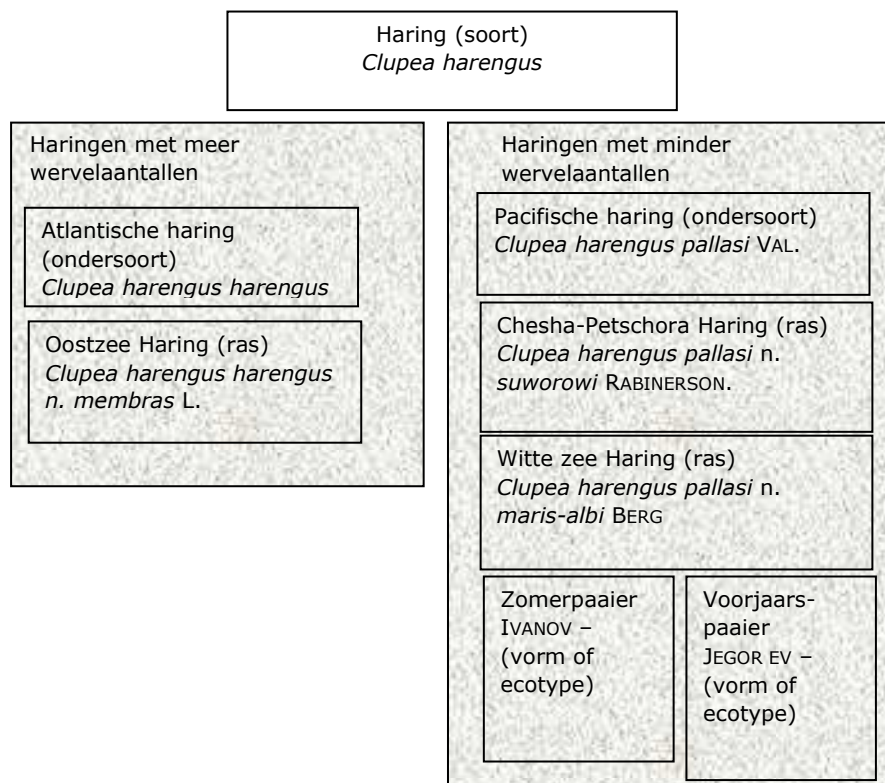 Haring (soort)
Clupea harengus
Haringen met meer
wervelaantallen
Atlantische haring
(ondersoort)
Clupea harengus harengus
Oostzee Haring (ras)
Clupea harengus harengus
n. membras L.
Haringen met minder
wervelaantallen
Pacifische haring (ondersoort)
Clupea harengus pallasi VAL.
Chesha-Petschora Haring (ras)
Clupea harengus pallasi n.
suworowi RABINERSON.
Witte zee Haring (ras)
Clupea harengus pallasi n.
maris-albi BERG
Zomerpaaier
IVANOV –
(vorm of
ecotype)
Voorjaars-
paaier
JEGOR EV –
(vorm of
ecotype)